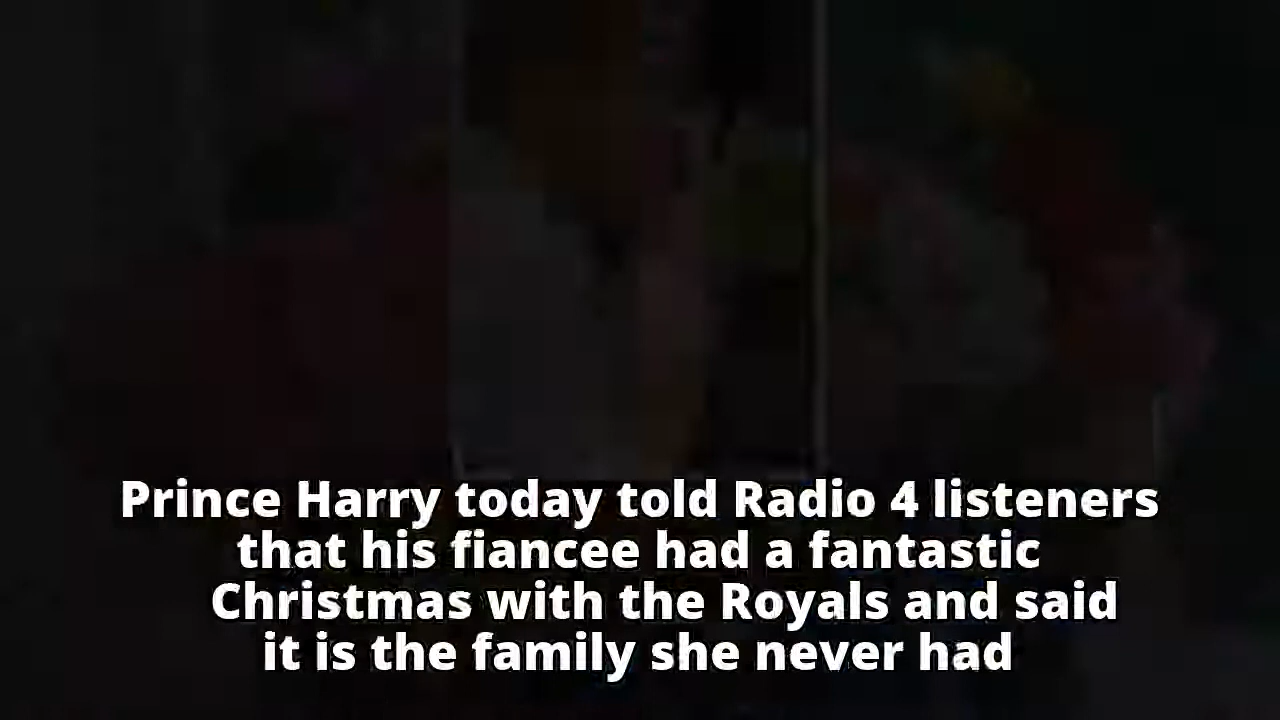 Prince Harry today told Radio 4 listeners
that his fiancee had a fantastic
Christmas with the Royals and said
it is the family she never had